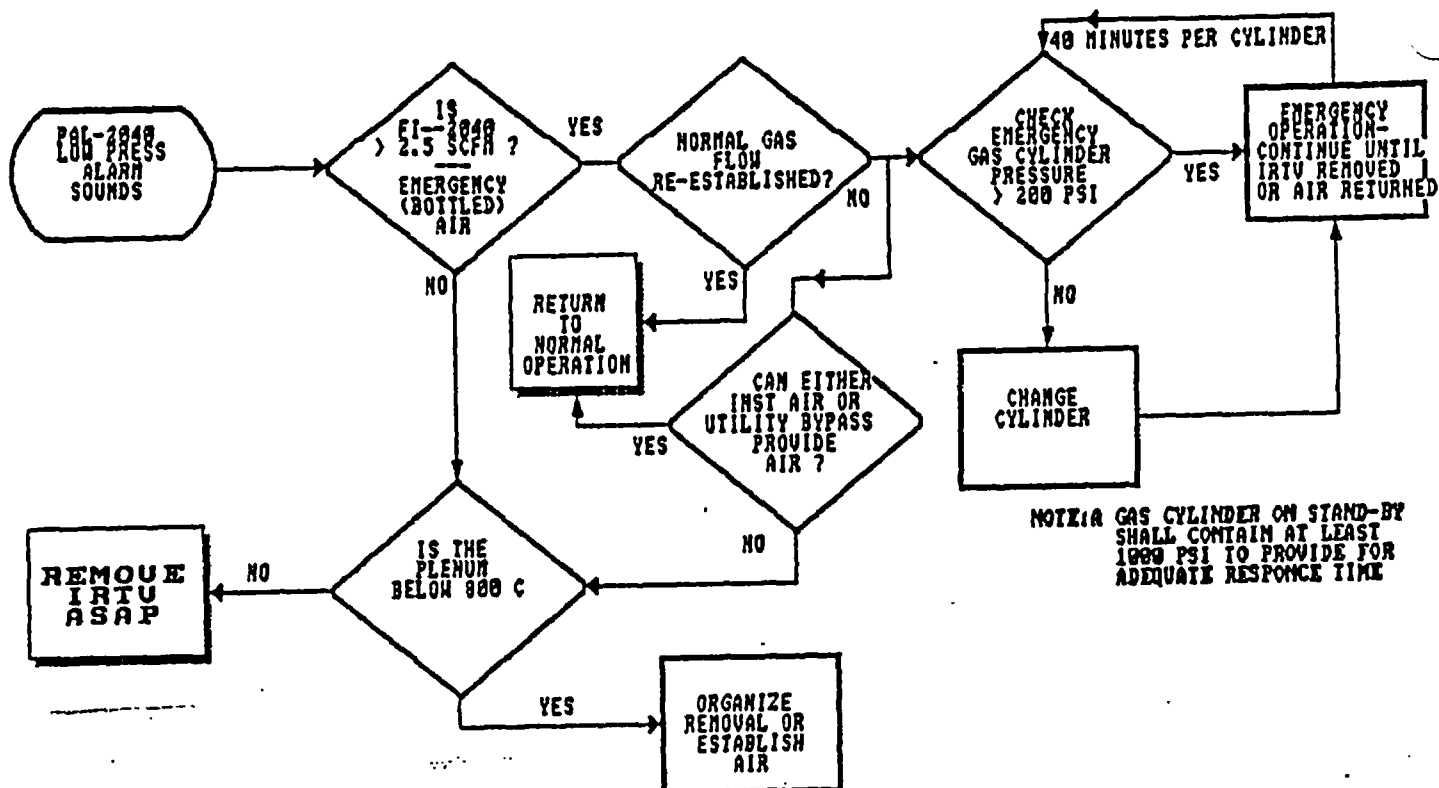 PAL-2040
LOW PRESS
ALARM
SOUNDS
IS
FI--2040
> 2.5 SCFM ?
EMERGENCY
(BOTTLED)
AIR
YES
NO
NORMAL GAS
FLOW
RE-ESTABLISHED?
NO
YES
RETURN
TO
NORMAL
OPERATION
CHECK
EMERGENCY
GAS CYLINDER
PRESSURE
> 200 PSI
YES
NO
40 MINUTES PER CYLINDER
EMERGENCY
OPERATION-
CONTINUE UNTIL
IRTV REMOVED
OR AIR RETURNED
CHANGE
CYLINDER
CAN EITHER
INST AIR OR
UTILITY BYPASS
PROVIDE
AIR ?
YES
NO
NOTE:A GAS CYLINDER ON STAND-BY
SHALL CONTAIN AT LEAST
1000 PSI TO PROVIDE FOR
ADEQUATE RESPONCE TIME
IS THE
PLENUM
BELOW 800 C
NO
YES
REMOVE
IRTV
ASAP
ORGANIZE
REMOVAL OR
ESTABLISH
AIR